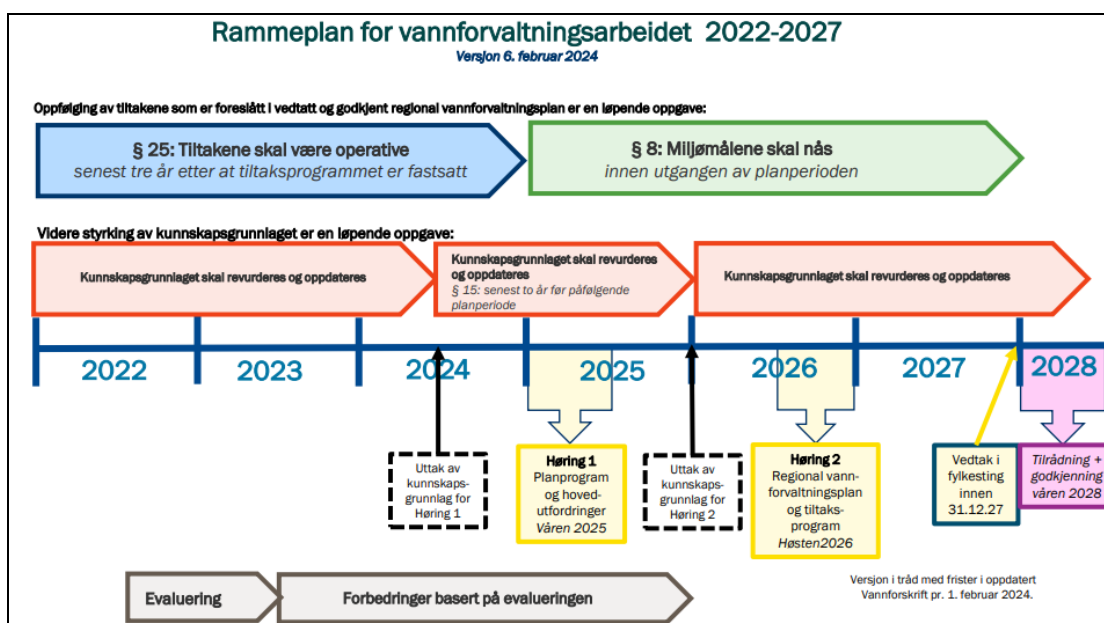 Rammeplan for vannforvaltningsarbeidet 2022-2027
Versjon 6. februar 2024
Oppfølging av tiltakene som er foreslått i vedtatt og godkjent regional vannforvaltningsplan er en løpende oppgave:
§ 25: Tiltakene skal være operative
senest tre år etter at tiltaksprogrammet er fastsatt
§ 8: Miljømålene skal nås
innen utgangen av planperioden
Videre styrking av kunnskapsgrunnlaget er en løpende oppgave:
Kunnskapsgrunnlaget skal revurderes og oppdateres
Kunnskapsgrunnlaget skal revurderes
og oppdateres
§ 15: senest to år før påfølgende
planperiode
Kunnskapsgrunnlaget skal revurderes og oppdateres
2022
2023
2024
2025
2026
2027
2028
Uttak av
kunnskaps-
grunnlag for
Høring 1
Høring 1
Planprogram
og hoved-
utfordringer
Våren 2025
Uttak av
kunnskaps-
grunnlag for
Høring 2
Høring 2
Regional vann-
forvaltningsplan
og tiltaks-
program
Høsten2026
Vedtak i
fylkesting
innen
31.12.27
Tilrådning +
godkjenning
våren 2028
Evaluering
Forbedringer basert på evalueringen
Versjon i tråd med frister i oppdatert
Vannforskrift pr. 1. februar 2024.